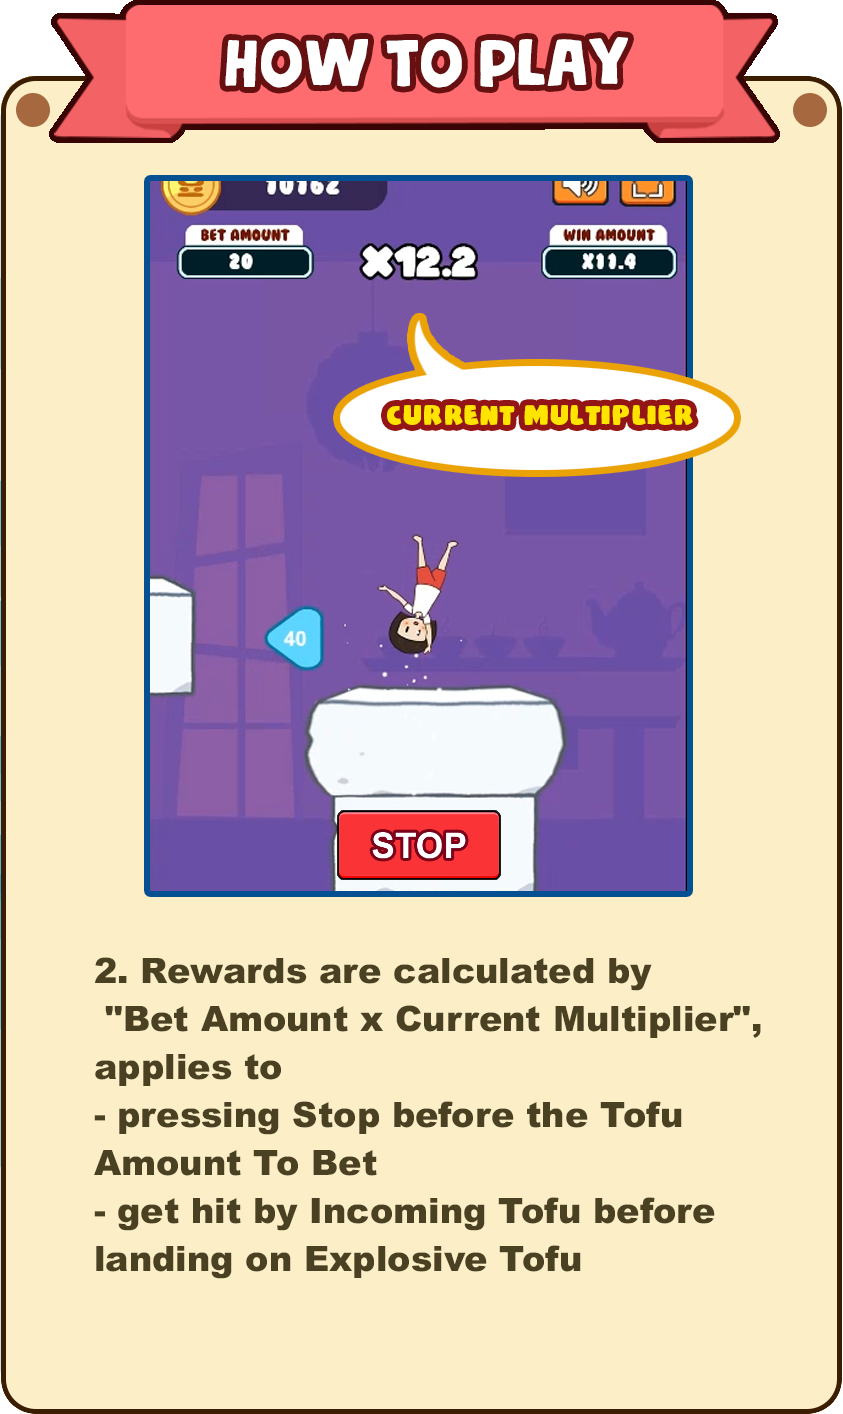 HOW TO PLAY
10162
BET AMOUNT
20
X12.2
WIN AMOUNT
X11.4
CURRENT MULTIPLIER
40
STOP
2. Rewards are calculated by
"Bet Amount x Current Multiplier",
applies to
- pressing Stop before the Tofu
Amount To Bet
- get hit by Incoming Tofu before
landing on Explosive Tofu